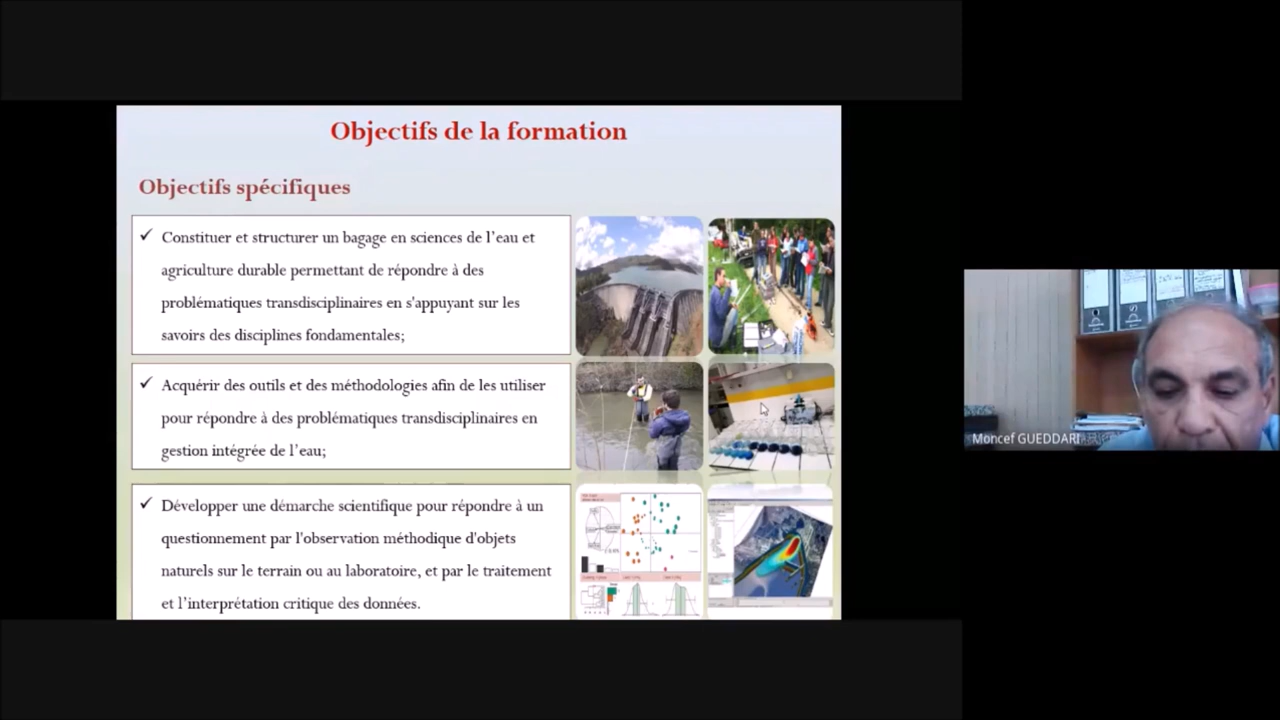 Objectifs de la formation
Objectifs spécifiques
✓ Constituer et structurer un bagage en sciences de l'eau et
agriculture durable permettant de répondre à des
problématiques transdisciplinaires en s'appuyant sur les
savoirs des disciplines fondamentales;
✓ Acquérir des outils et des méthodologies afin de les utiliser
pour répondre à des problématiques transdisciplinaires en
gestion intégrée de l'eau;
✓ Développer une démarche scientifique pour répondre à un
questionnement par l'observation méthodique d'objets
naturels sur le terrain ou au laboratoire, et par le traitement
et l'interprétation critique des données.
Moncef GUEDDARI